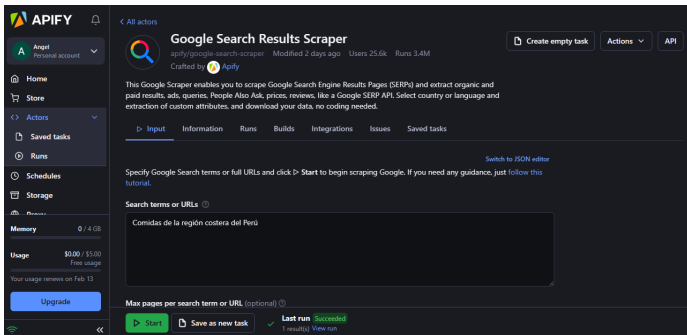 APIFY
< All actors
Google Search Results Scraper
apify/google-search-scraper Modified 2 days ago Users 25.6k Runs 3.4M
Crafted by Apify
Create empty task
Actions
API
A
Angel
Personal account
Home
Store
Actors
Saved tasks
Runs
Schedules
Storage
Proxy
Memory 0 / 4 GB
Usage $0.00 / $5.00
Free usage
Your usage renews on Feb 13
Upgrade
This Google Scraper enables you to scrape Google Search Engine Results Pages (SERPs) and extract organic and
paid results, ads, queries, People Also Ask, prices, reviews, like a Google SERP API. Select country or language and
extraction of custom attributes, and download your data, no coding needed.
Input Information Runs Builds Integrations Issues Saved tasks
Switch to JSON editor
Specify Google Search terms or full URLs and click ▷ Start to begin scraping Google. If you need any guidance, just follow this
tutorial.
Search terms or URLs
Comidas de la región costera del Perú
Max pages per search term or URL (optional)
Start
Save as new task
Last run Succeeded
1 result(s) View run